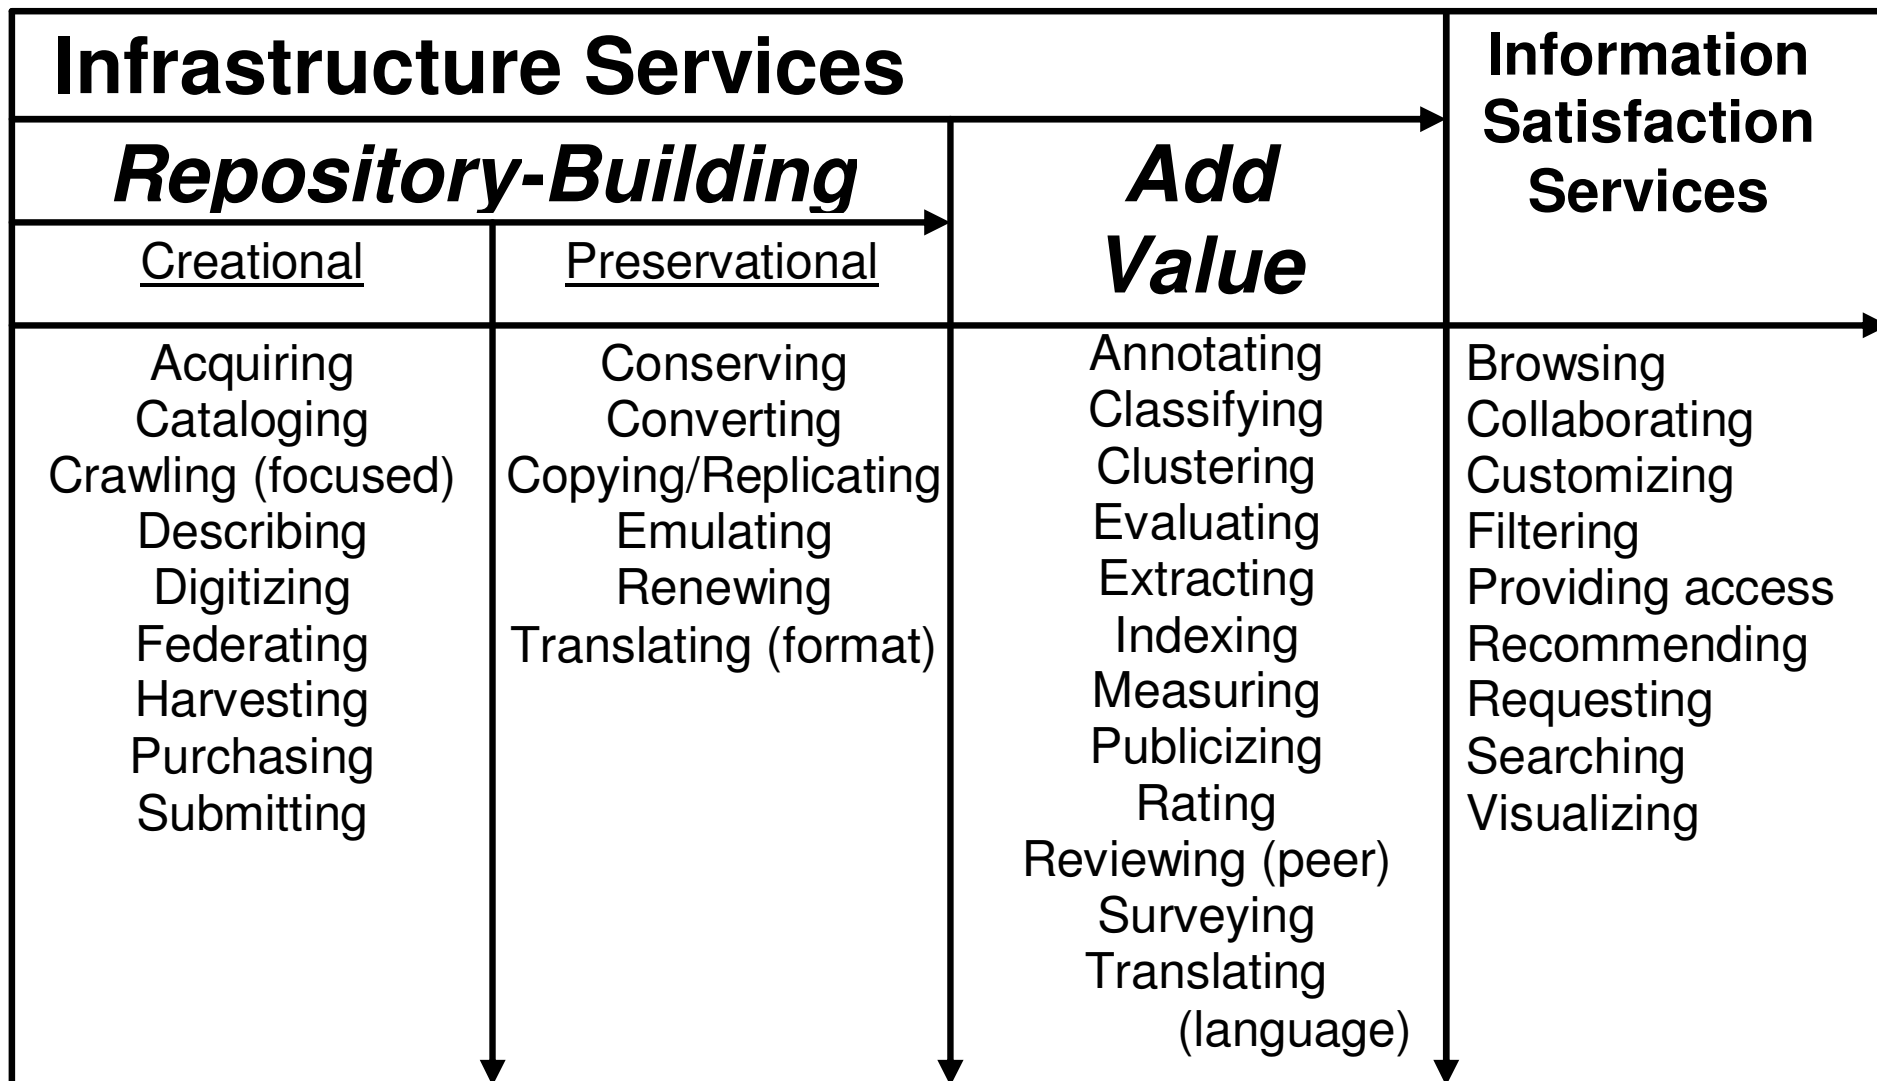 Infrastructure Services
Information
Satisfaction
Services
Repository-Building
Add
Value
Creational
Preservational
Acquiring
Cataloging
Crawling (focused)
Describing
Digitizing
Federating
Harvesting
Purchasing
Submitting
Conserving
Converting
Copying/Replicating
Emulating
Renewing
Translating (format)
Annotating
Classifying
Clustering
Evaluating
Extracting
Indexing
Measuring
Publicizing
Rating
Reviewing (peer)
Surveying
Translating
(language)
Browsing
Collaborating
Customizing
Filtering
Providing access
Recommending
Requesting
Searching
Visualizing